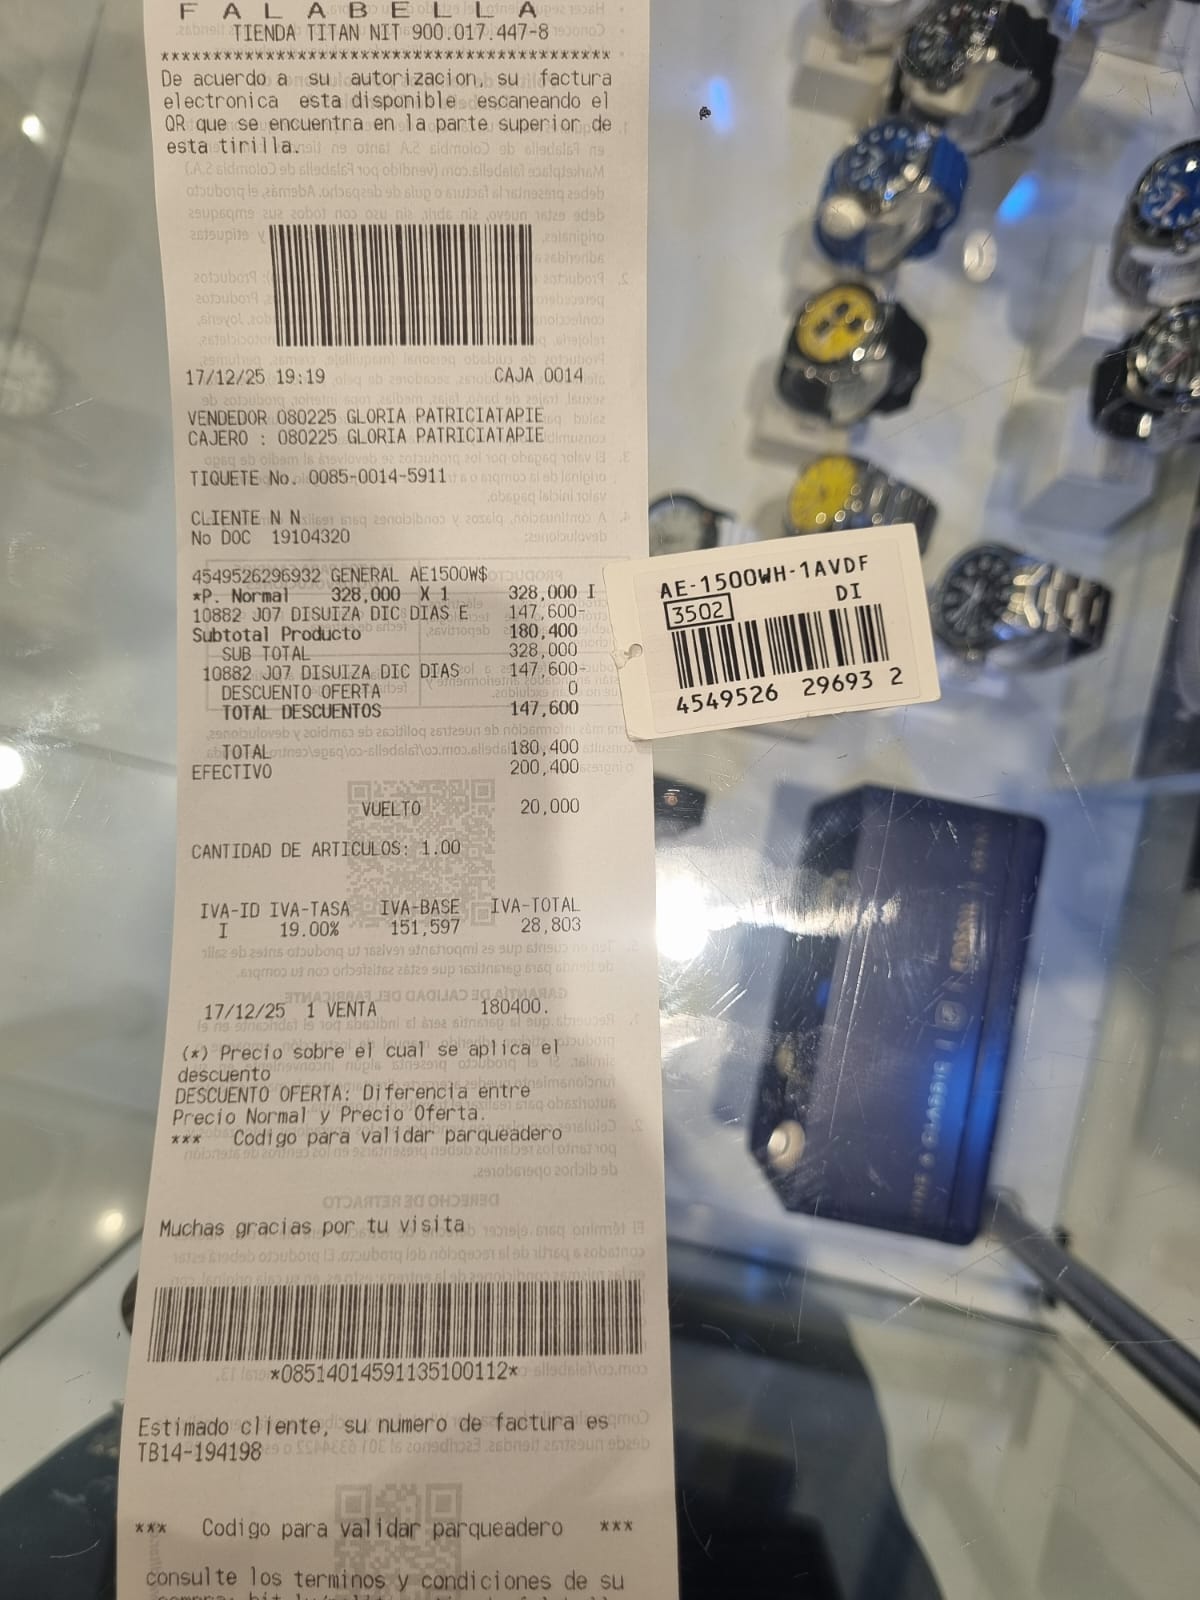 FALABELLA
TIENDA TITAN NIT 900.017.447-8
****************************************
De acuerdo a su autorizacion, su factura
electronica esta disponible escaneando el
QR que se encuentra en la parte superior de
esta tirilla.
17/12/25 19:19 CAJA 0014
VENDEDOR 080225 GLORIA PATRICIATAPIE
CAJERO : 080225 GLORIA PATRICIATAPIE
TIQUETE No. 0085-0014-5911
CLIENTE N N
No DOC 19104320
4549526296932 GENERAL AE1500W$
*P. Normal 328,000 X 1 328,000 I
10882 J07 DISUIZA DIC DIAS E 147,600-
Subtotal Producto 180,400
SUB TOTAL 328,000
10882 J07 DISUIZA DIC DIAS 147,600-
DESCUENTO OFERTA 0
TOTAL DESCUENTOS 147,600
TOTAL 180,400
EFECTIVO 200,400
VUELTO 20,000
CANTIDAD DE ARTICULOS: 1.00
IVA-ID IVA-TASA IVA-BASE IVA-TOTAL
I 19.00% 151,597 28,803
17/12/25 1 VENTA 180400.
(*) Precio sobre el cual se aplica el
descuento
DESCUENTO OFERTA: Diferencia entre
Precio Normal y Precio Oferta.
*** Codigo para validar parqueadero
Muchas gracias por tu visita
*08514014591135100112*
Estimado cliente, su numero de factura es
TB14-194198
*** Codigo para validar parqueadero ***
consulte los terminos y condiciones de su
AE-1500WH-1AVDF
3502 DI
4549526 29693 2